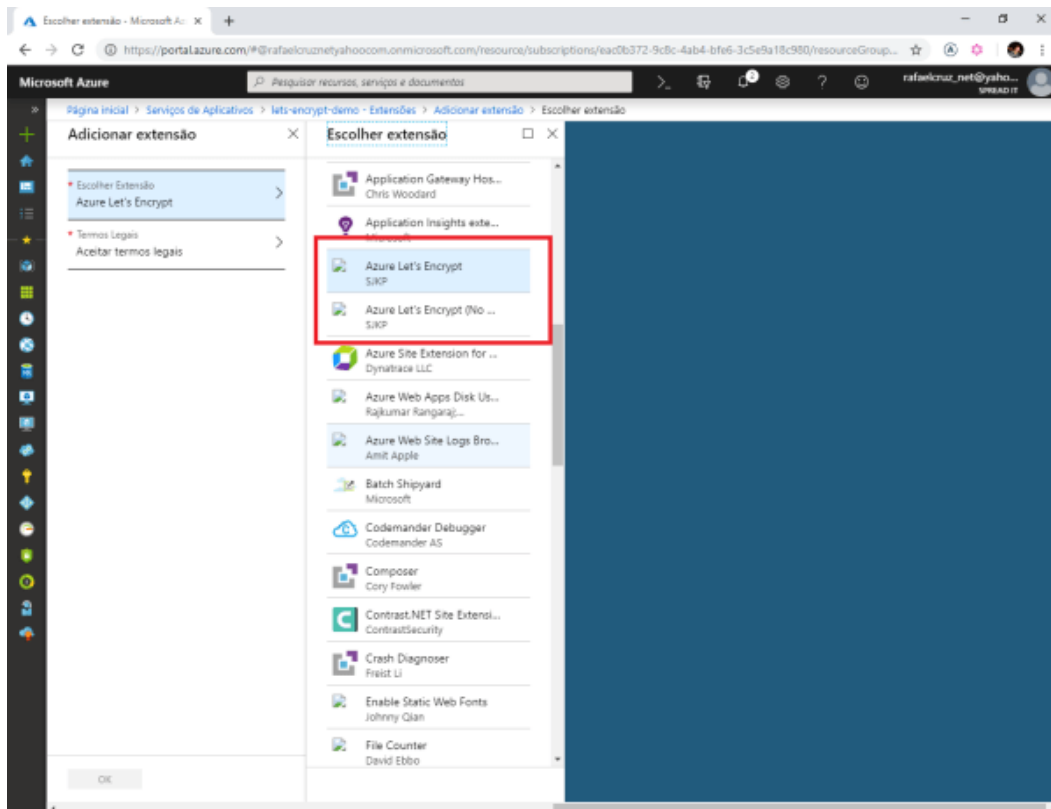 Escolher extensão - Microsoft Az
https://portal.azure.com/#@rafaelcruznetyahoocom.onmicrosoft.com/resource/subscriptions/eac0b372-9c8c-4ab4-bfe6-3c5e9a18c980/resourceGroup...
Microsoft Azure
Pesquisar recursos, serviços e documentos
rafaelcruz_net@yaho...
SPREAD IT
Página inicial > Serviços de Aplicativos > lets-encrypt-demo - Extensões > Adicionar extensão > Escolher extensão
Adicionar extensão
* Escolher Extensão
Azure Let's Encrypt
* Termos Legais
Aceitar termos legais
OK
Escolher extensão
Application Gateway Hos...
Chris Woodard
Application Insights exte...
Microsoft
Azure Let's Encrypt
SJKP
Azure Let's Encrypt (No ...
SJKP
Azure Site Extension for ...
Dynatrace LLC
Azure Web Apps Disk Us...
Rajkumar Rangaraj;...
Azure Web Site Logs Bro...
Amit Apple
Batch Shipyard
Microsoft
Codemander Debugger
Codemander AS
Composer
Cory Fowler
Contrast.NET Site Extensi...
ContrastSecurity
Crash Diagnoser
Freist Li
Enable Static Web Fonts
Johnny Qian
File Counter
David Ebbo